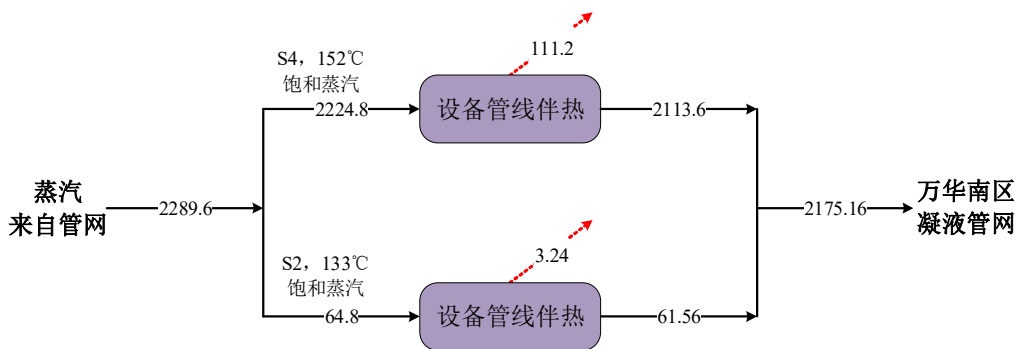 111.2
S4，152℃
饱和蒸汽
2224.8
设备管线伴热
2113.6
蒸汽
来自管网
2289.6
2175.16
万华南区
凝液管网
3.24
S2，133℃
饱和蒸汽
64.8
设备管线伴热
61.56